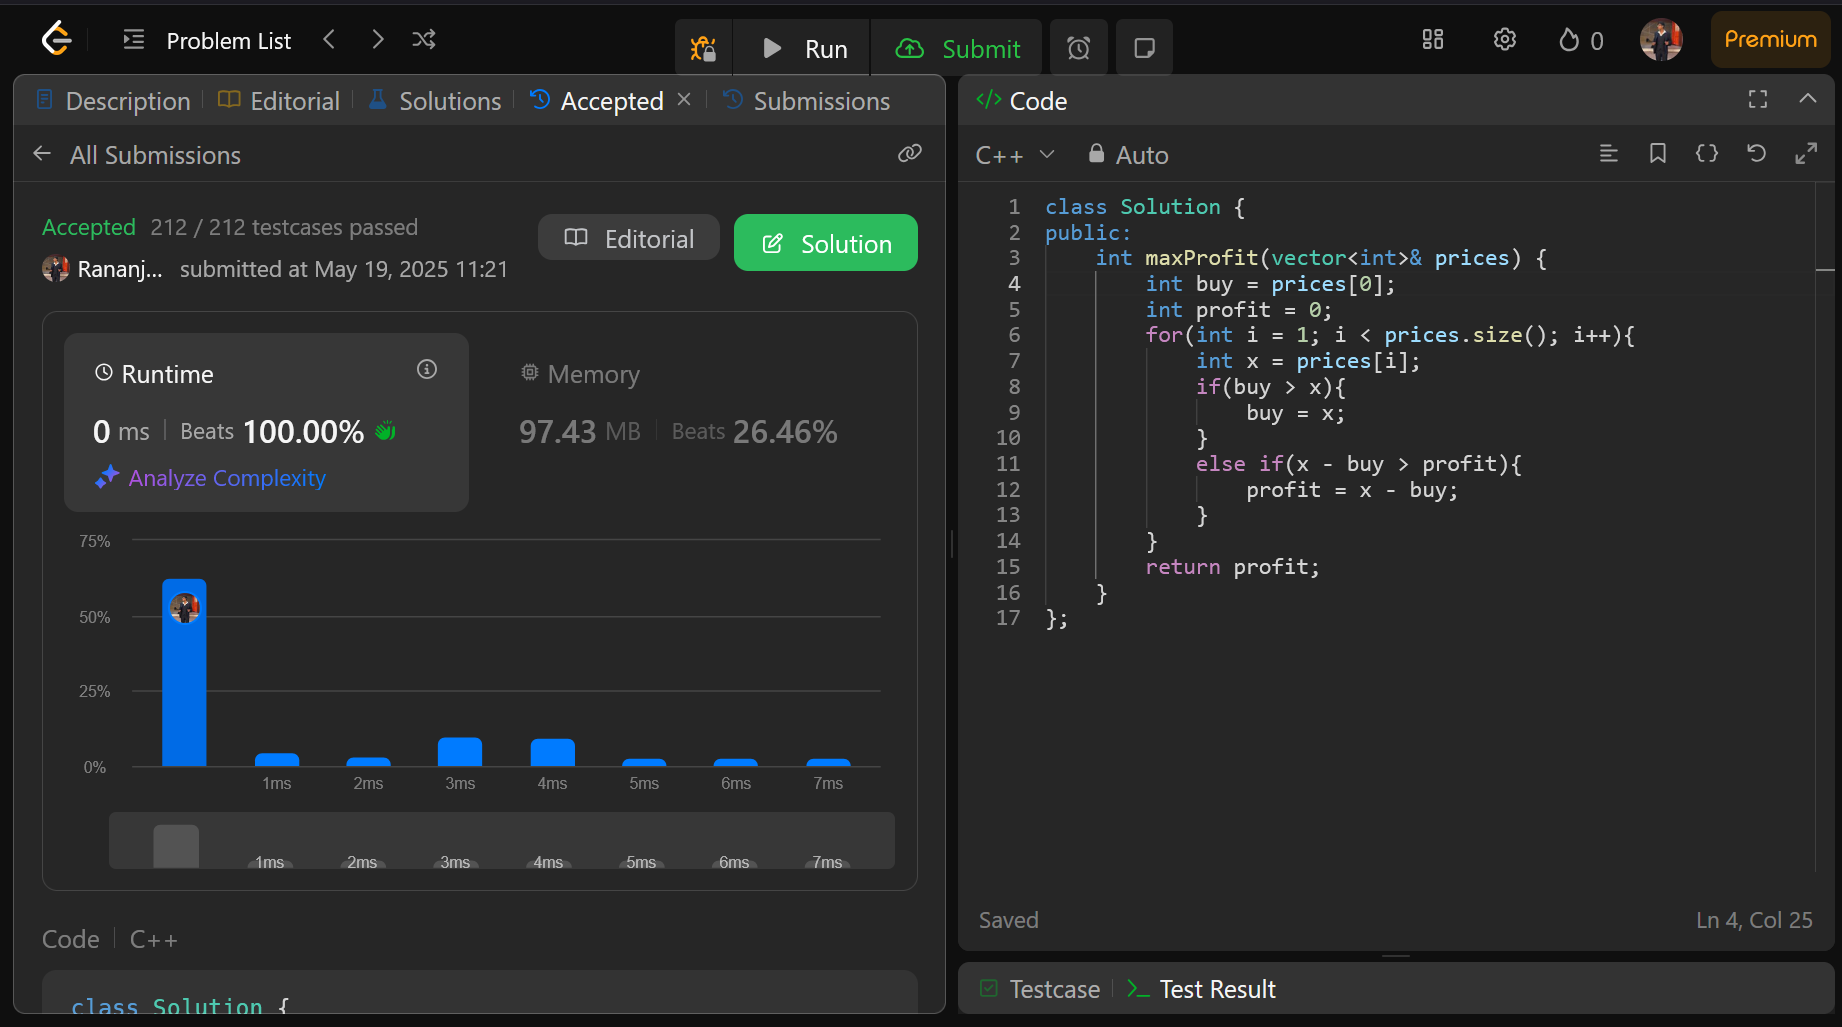 Problem List
Run
Submit
0
Premium
Description
Editorial
Solutions
Accepted
Submissions
All Submissions
Accepted 212 / 212 testcases passed
Rananj... submitted at May 19, 2025 11:21
Editorial
Solution
Runtime
0 ms Beats 100.00%
Analyze Complexity
Memory
97.43 MB Beats 26.46%
75%
50%
25%
0%
1ms 2ms 3ms 4ms 5ms 6ms 7ms
1ms 2ms 3ms 4ms 5ms 6ms 7ms
Code C++
class Solution {
</> Code
C++ Auto
1 class Solution {
2 public:
3     int maxProfit(vector<int>& prices) {
4         int buy = prices[0];
5         int profit = 0;
6         for(int i = 1; i < prices.size(); i++){
7             int x = prices[i];
8             if(buy > x){
9                 buy = x;
10             }
11             else if(x - buy > profit){
12                 profit = x - buy;
13             }
14         }
15         return profit;
16     }
17 };
Saved
Ln 4, Col 25
Testcase
Test Result